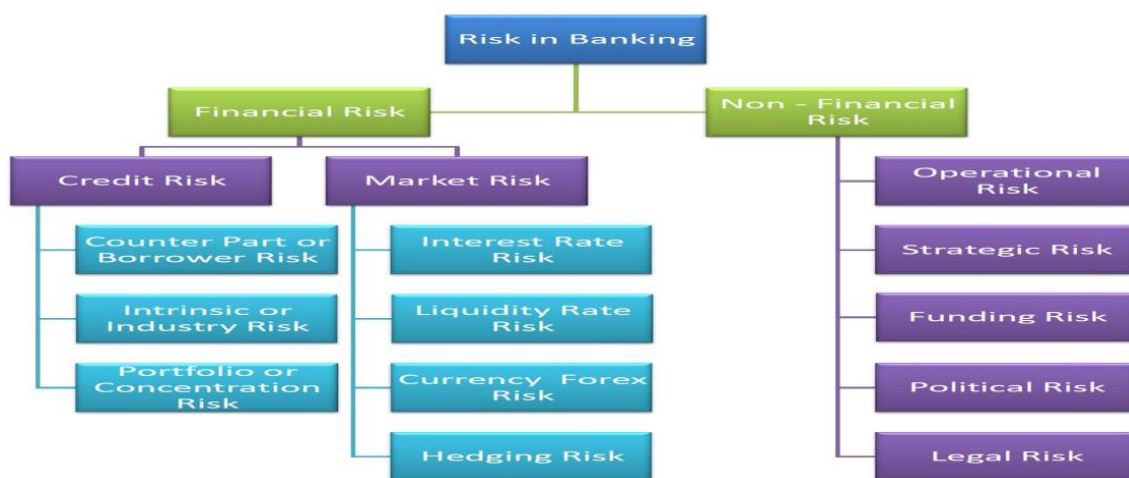 Risk in Banking
Financial Risk
Non - Financial
Risk
Credit Risk
Market Risk
Operational
Risk
Counter Part or
Borrower Risk
Interest Rate
Risk
Strategic Risk
Intrinsic or
Industry Risk
Liquidity Rate
Risk
Funding Risk
Portfolio or
Concentration
Risk
Currency Forex
Risk
Political Risk
Hedging Risk
Legal Risk